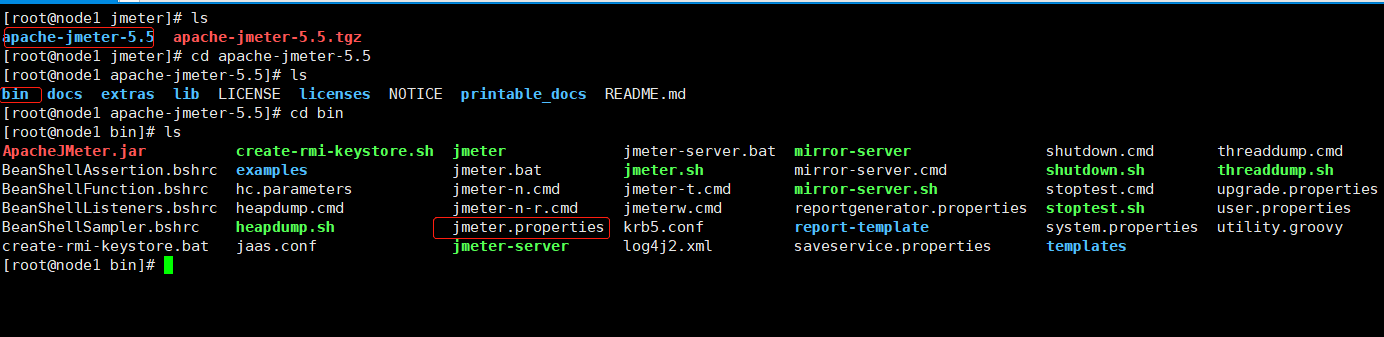 [root@node1 jmeter]# ls
apache-jmeter-5.5  apache-jmeter-5.5.tgz
[root@node1 jmeter]# cd apache-jmeter-5.5
[root@node1 apache-jmeter-5.5]# ls
bin  docs  extras  lib  LICENSE  licenses  NOTICE  printable_docs  README.md
[root@node1 apache-jmeter-5.5]# cd bin
[root@node1 bin]# ls
ApacheJMeter.jar  create-rmi-keystore.sh  jmeter  jmeter-server.bat  mirror-server  shutdown.cmd  threaddump.cmd
BeanShellAssertion.bshrc  examples  jmeter.bat  jmeter.sh  mirror-server.cmd  shutdown.sh  threaddump.sh
BeanShellFunction.bshrc  hc.parameters  jmeter-n.cmd  jmeter-t.cmd  mirror-server.sh  stoptest.cmd  upgrade.properties
BeanShellListeners.bshrc  heapdump.cmd  jmeter-n-r.cmd  jmeterw.cmd  reportgenerator.properties  stoptest.sh  user.properties
BeanShellSampler.bshrc  heapdump.sh  jmeter.properties  krb5.conf  report-template  system.properties  utility.groovy
create-rmi-keystore.bat  jaas.conf  jmeter-server  log4j2.xml  saveservice.properties  templates
[root@node1 bin]#